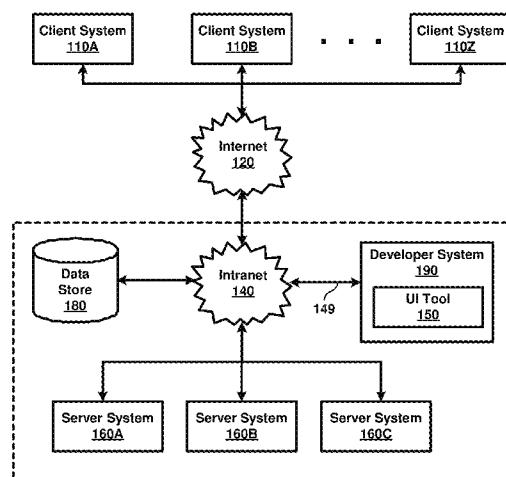 Client System
110A
Client System
110B
. . .
Client System
110Z
Internet
120
Data
Store
180
Intranet
140
149
Developer System
190
UI Tool
150
Server System
160A
Server System
160B
Server System
160C